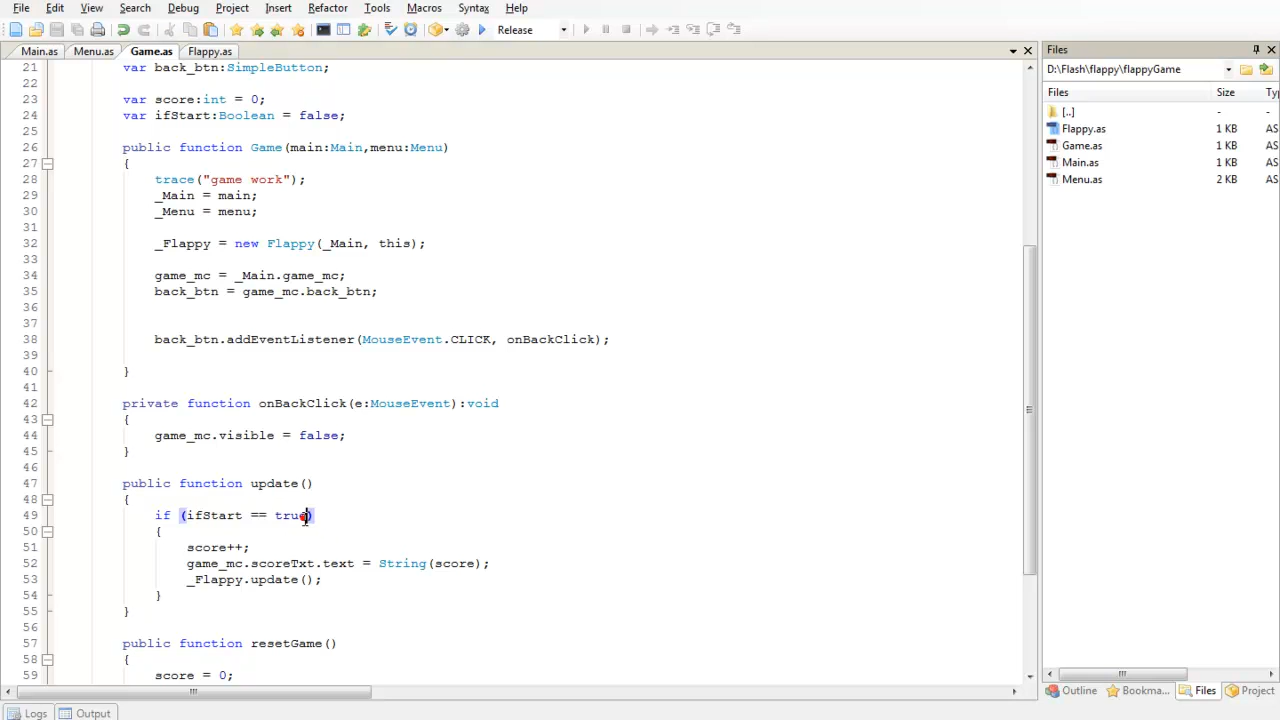 File Edit View Search Debug Project Insert Refactor Tools Macros Syntax Help
Release
Main.as Menu.as Game.as Flappy.as
21 var back_btn:SimpleButton;
22
23 var score:int = 0;
24 var ifStart:Boolean = false;
25
26 public function Game(main:Main,menu:Menu)
27 {
28 trace("game work");
29 _Main = main;
30 _Menu = menu;
31
32 _Flappy = new Flappy(_Main, this);
33
34 game_mc = _Main.game_mc;
35 back_btn = game_mc.back_btn;
36
37
38 back_btn.addEventListener(MouseEvent.CLICK, onBackClick);
39
40 }
41
42 private function onBackClick(e:MouseEvent):void
43 {
44 game_mc.visible = false;
45 }
46
47 public function update()
48 {
49 if (ifStart == true)
50 {
51 score++;
52 game_mc.scoreTxt.text = String(score);
53 _Flappy.update();
54 }
55 }
56
57 public function resetGame()
58 {
59 score = 0;
Logs Output
Files
D:\Flash\flappy\flappyGame
Files Size Ty
[..] - -
Flappy.as 1 KB AS
Game.as 1 KB AS
Main.as 1 KB AS
Menu.as 2 KB AS
Outline Bookma... Files Project